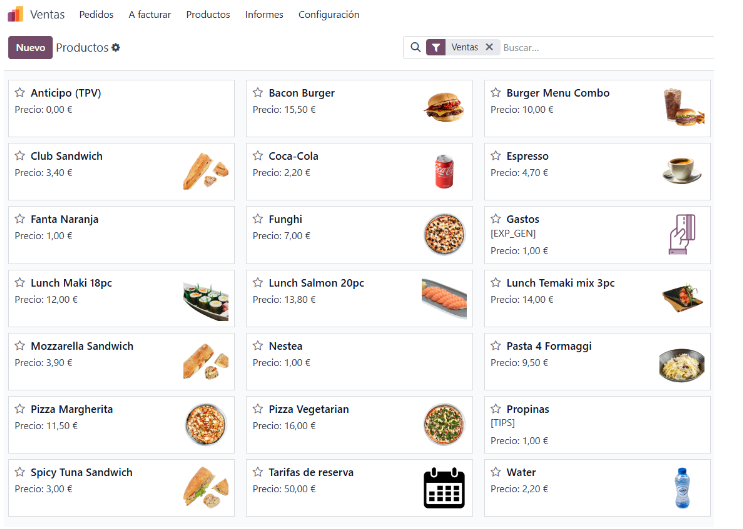 Ventas Pedidos A facturar Productos Informes Configuración
Nuevo Productos Ventas Buscar...
Anticipo (TPV)
Precio: 0,00 €
Bacon Burger
Precio: 15,50 €
Burger Menu Combo
Precio: 10,00 €
Club Sandwich
Precio: 3,40 €
Coca-Cola
Precio: 2,20 €
Espresso
Precio: 4,70 €
Fanta Naranja
Precio: 1,00 €
Funghi
Precio: 7,00 €
Gastos
[EXP_GEN]
Precio: 1,00 €
Lunch Maki 18pc
Precio: 12,00 €
Lunch Salmon 20pc
Precio: 13,80 €
Lunch Temaki mix 3pc
Precio: 14,00 €
Mozzarella Sandwich
Precio: 3,90 €
Nestea
Precio: 1,00 €
Pasta 4 Formaggi
Precio: 9,50 €
Pizza Margherita
Precio: 11,50 €
Pizza Vegetarian
Precio: 16,00 €
Propinas
[TIPS]
Precio: 1,00 €
Spicy Tuna Sandwich
Precio: 3,00 €
Tarifas de reserva
Precio: 50,00 €
Water
Precio: 2,20 €